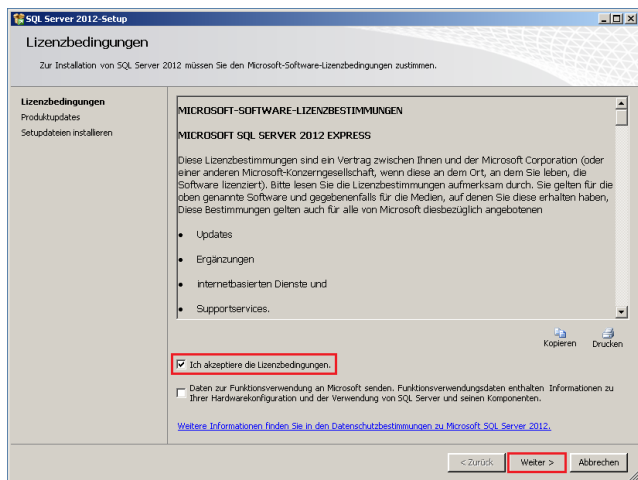 SQL Server 2012-Setup
Lizenzbedingungen
Zur Installation von SQL Server 2012 müssen Sie den Microsoft-Software-Lizenzbedingungen zustimmen.
Lizenzbedingungen
Produktupdates
Setupdateien installieren
MICROSOFT-SOFTWARE-LIZENZBESTIMMUNGEN
MICROSOFT SQL SERVER 2012 EXPRESS
Diese Lizenzbestimmungen sind ein Vertrag zwischen Ihnen und der Microsoft Corporation (oder
einer anderen Microsoft-Konzerngesellschaft, wenn diese an dem Ort, an dem Sie leben, die
Software lizenziert). Bitte lesen Sie die Lizenzbestimmungen aufmerksam durch. Sie gelten für die
oben genannte Software und gegebenenfalls für die Medien, auf denen Sie diese erhalten haben,
Diese Bestimmungen gelten auch für alle von Microsoft diesbezüglich angebotenen
• Updates
• Ergänzungen
• internetbasierten Dienste und
• Supportservices.
Kopieren Drucken
Ich akzeptiere die Lizenzbedingungen.
Daten zur Funktionsverwendung an Microsoft senden. Funktionsverwendungsdaten enthalten Informationen zu
Ihrer Hardwarekonfiguration und der Verwendung von SQL Server und seinen Komponenten.
Weitere Informationen finden Sie in den Datenschutzbestimmungen zu Microsoft SQL Server 2012.
< Zurück Weiter > Abbrechen